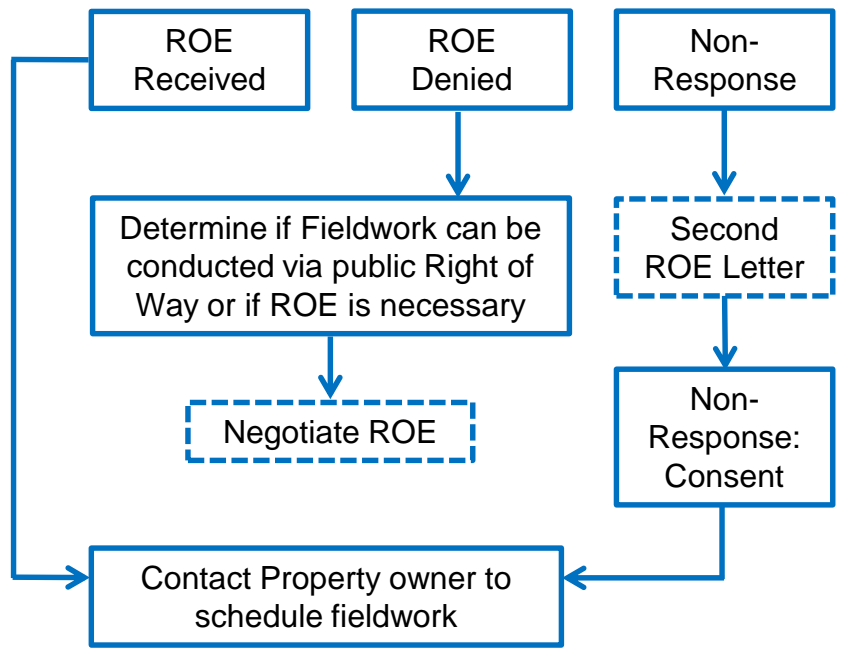 ROE
Received
ROE
Denied
Non-
Response
Determine if Fieldwork can be
conducted via public Right of
Way or if ROE is necessary
Second
ROE Letter
Negotiate ROE
Non-
Response:
Consent
Contact Property owner to
schedule fieldwork